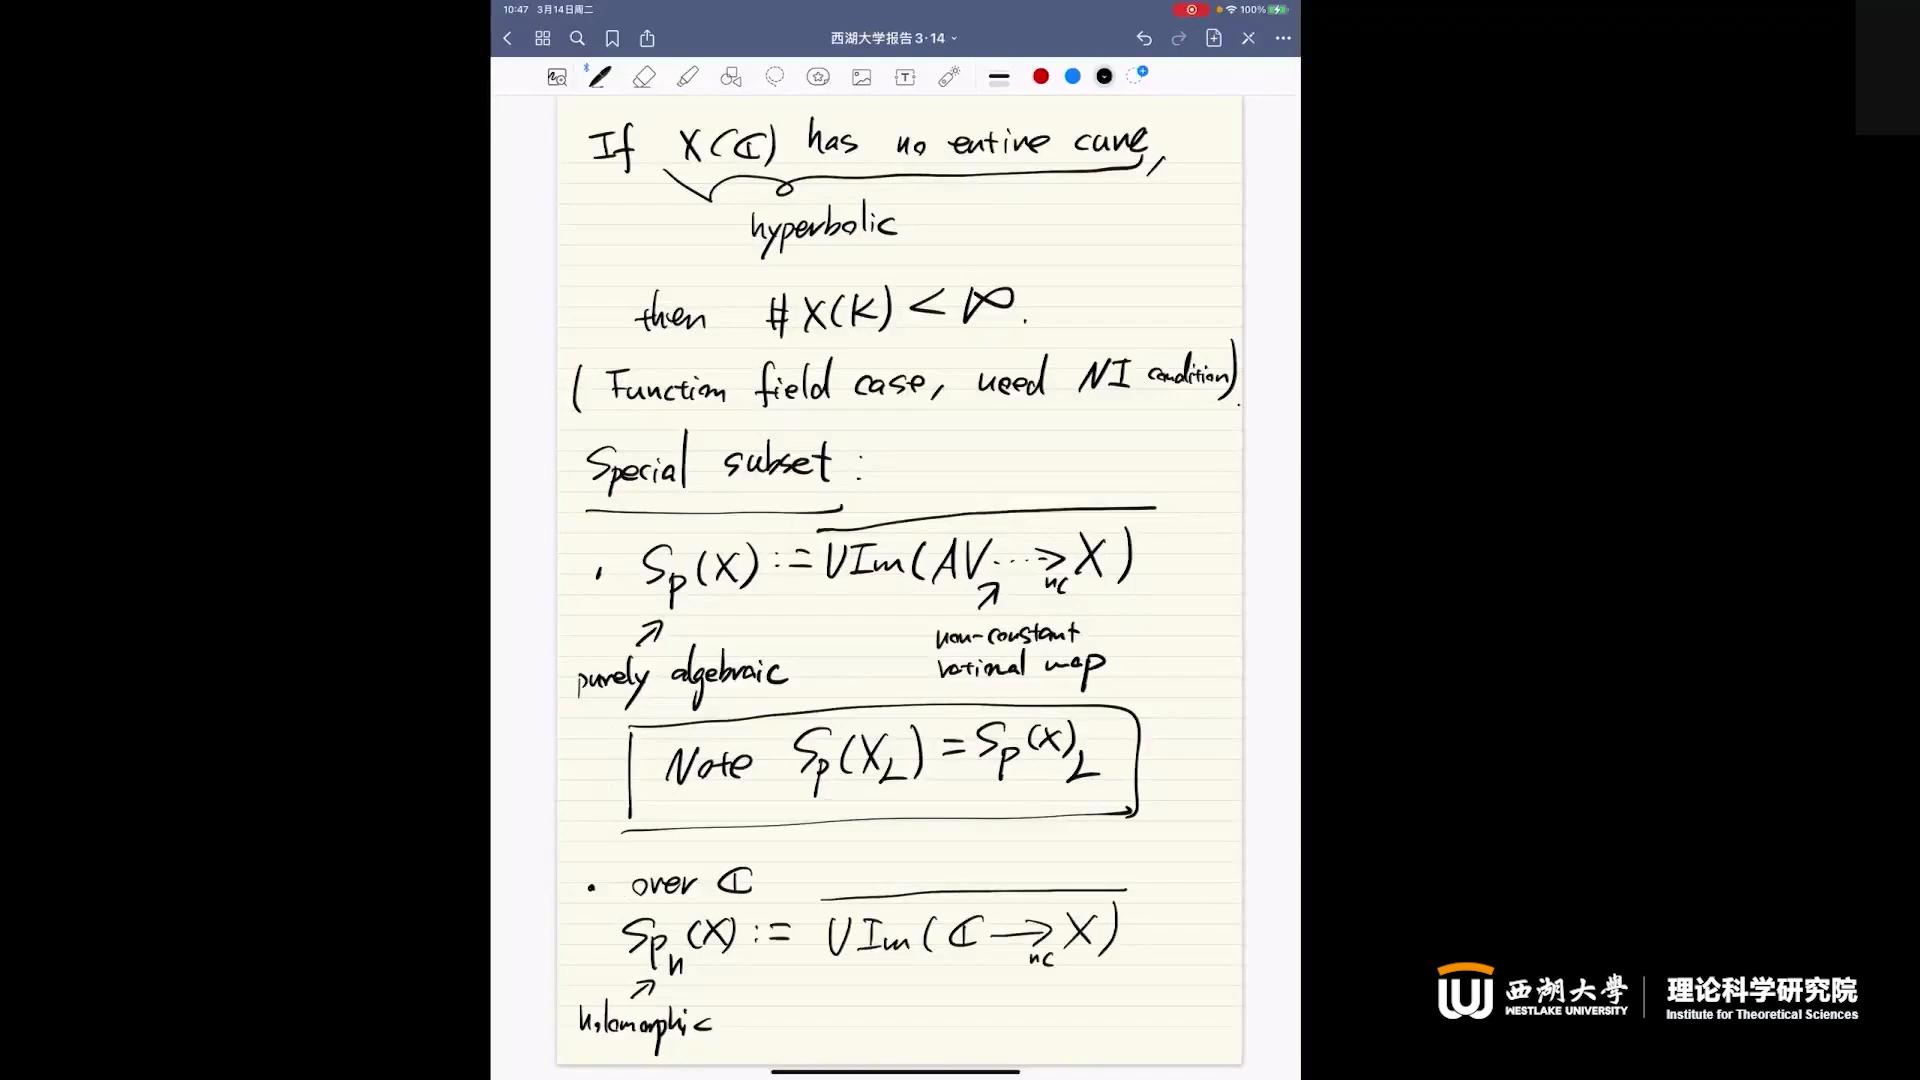 10:47 3月14日周二
100%
西湖大学报告3·14
If X(ℂ) has no entire curve,
hyperbolic
then # X(K) < ∞.
( Function field case, need NI condition).
Special subset :
· Sp(X) := ∪Im(AV ⇢ X)
nc
non-constant
rational map
purely algebraic
Note Sp(X_L) = Sp(X)_L
· over ℂ
Sp_h(X) := ∪Im(ℂ → X)
nc
holomorphic
西湖大學
WESTLAKE UNIVERSITY
理论科学研究院
Institute for Theoretical Sciences